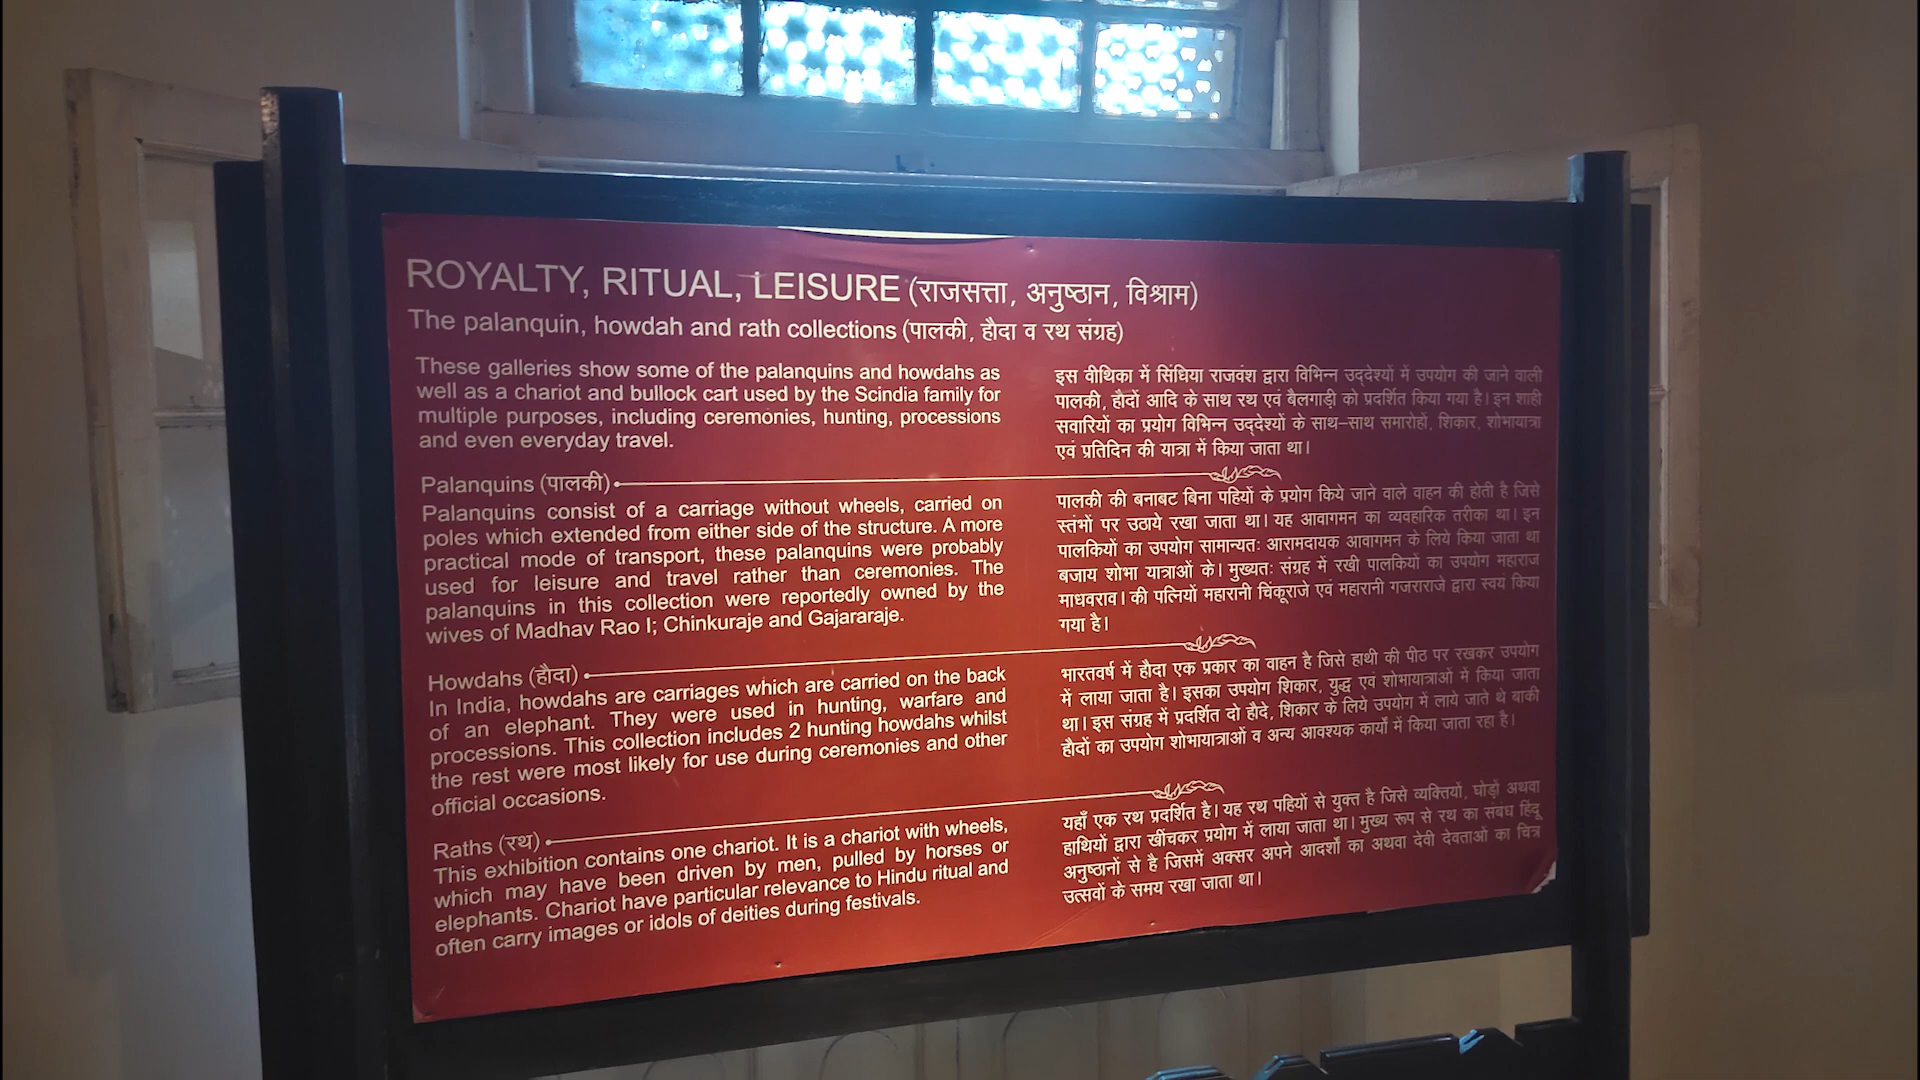 ROYALTY, RITUAL, LEISURE (राजसत्ता, अनुष्ठान, विश्राम)
The palanquin, howdah and rath collections (पालकी, हौदा व रथ संग्रह)
These galleries show some of the palanquins and howdahs as
well as a chariot and bullock cart used by the Scindia family for
multiple purposes, including ceremonies, hunting, processions
and even everyday travel.
इस वीथिका में सिंधिया राजवंश द्वारा विभिन्न उद्देश्यों में उपयोग की जाने वाली
पालकी, हौदों आदि के साथ रथ एवं बैलगाड़ी को प्रदर्शित किया गया है। इन शाही
सवारियों का प्रयोग विभिन्न उद्देश्यों के साथ–साथ समारोहों, शिकार, शोभायात्रा
एवं प्रतिदिन की यात्रा में किया जाता था।
Palanquins (पालकी)
Palanquins consist of a carriage without wheels, carried on
poles which extended from either side of the structure. A more
practical mode of transport, these palanquins were probably
used for leisure and travel rather than ceremonies. The
palanquins in this collection were reportedly owned by the
wives of Madhav Rao I; Chinkuraje and Gajararaje.
पालकी की बनाबट बिना पहियों के प्रयोग किये जाने वाले वाहन की होती है जिसे
स्तंभों पर उठाये रखा जाता था। यह आवागमन का व्यवहारिक तरीका था। इन
पालकियों का उपयोग सामान्यतः आरामदायक आवागमन के लिये किया जाता था
बजाय शोभा यात्राओं के। मुख्यतः संग्रह में रखी पालकियों का उपयोग महाराज
माधवराव। की पत्नियों महारानी चिंकूराजे एवं महारानी गजराराजे द्वारा स्वयं किया
गया है।
Howdahs (हौदा)
In India, howdahs are carriages which are carried on the back
of an elephant. They were used in hunting, warfare and
processions. This collection includes 2 hunting howdahs whilst
the rest were most likely for use during ceremonies and other
official occasions.
भारतवर्ष में हौदा एक प्रकार का वाहन है जिसे हाथी की पीठ पर रखकर उपयोग
में लाया जाता है। इसका उपयोग शिकार, युद्ध एवं शोभायात्राओं में किया जाता
था। इस संग्रह में प्रदर्शित दो हौदे, शिकार के लिये उपयोग में लाये जाते थे बाकी
हौदों का उपयोग शोभायात्राओं व अन्य आवश्यक कार्यों में किया जाता रहा है।
Raths (रथ)
This exhibition contains one chariot. It is a chariot with wheels,
which may have been driven by men, pulled by horses or
elephants. Chariot have particular relevance to Hindu ritual and
often carry images or idols of deities during festivals.
यहाँ एक रथ प्रदर्शित है। यह रथ पहियों से युक्त है जिसे व्यक्तियों, घोड़ों अथवा
हाथियों द्वारा खींचकर प्रयोग में लाया जाता था। मुख्य रूप से रथ का संबंध हिंदू
अनुष्ठानों से है जिसमें अक्सर अपने आदर्शों का अथवा देवी देवताओ का चित्र
उत्सवों के समय रखा जाता था।